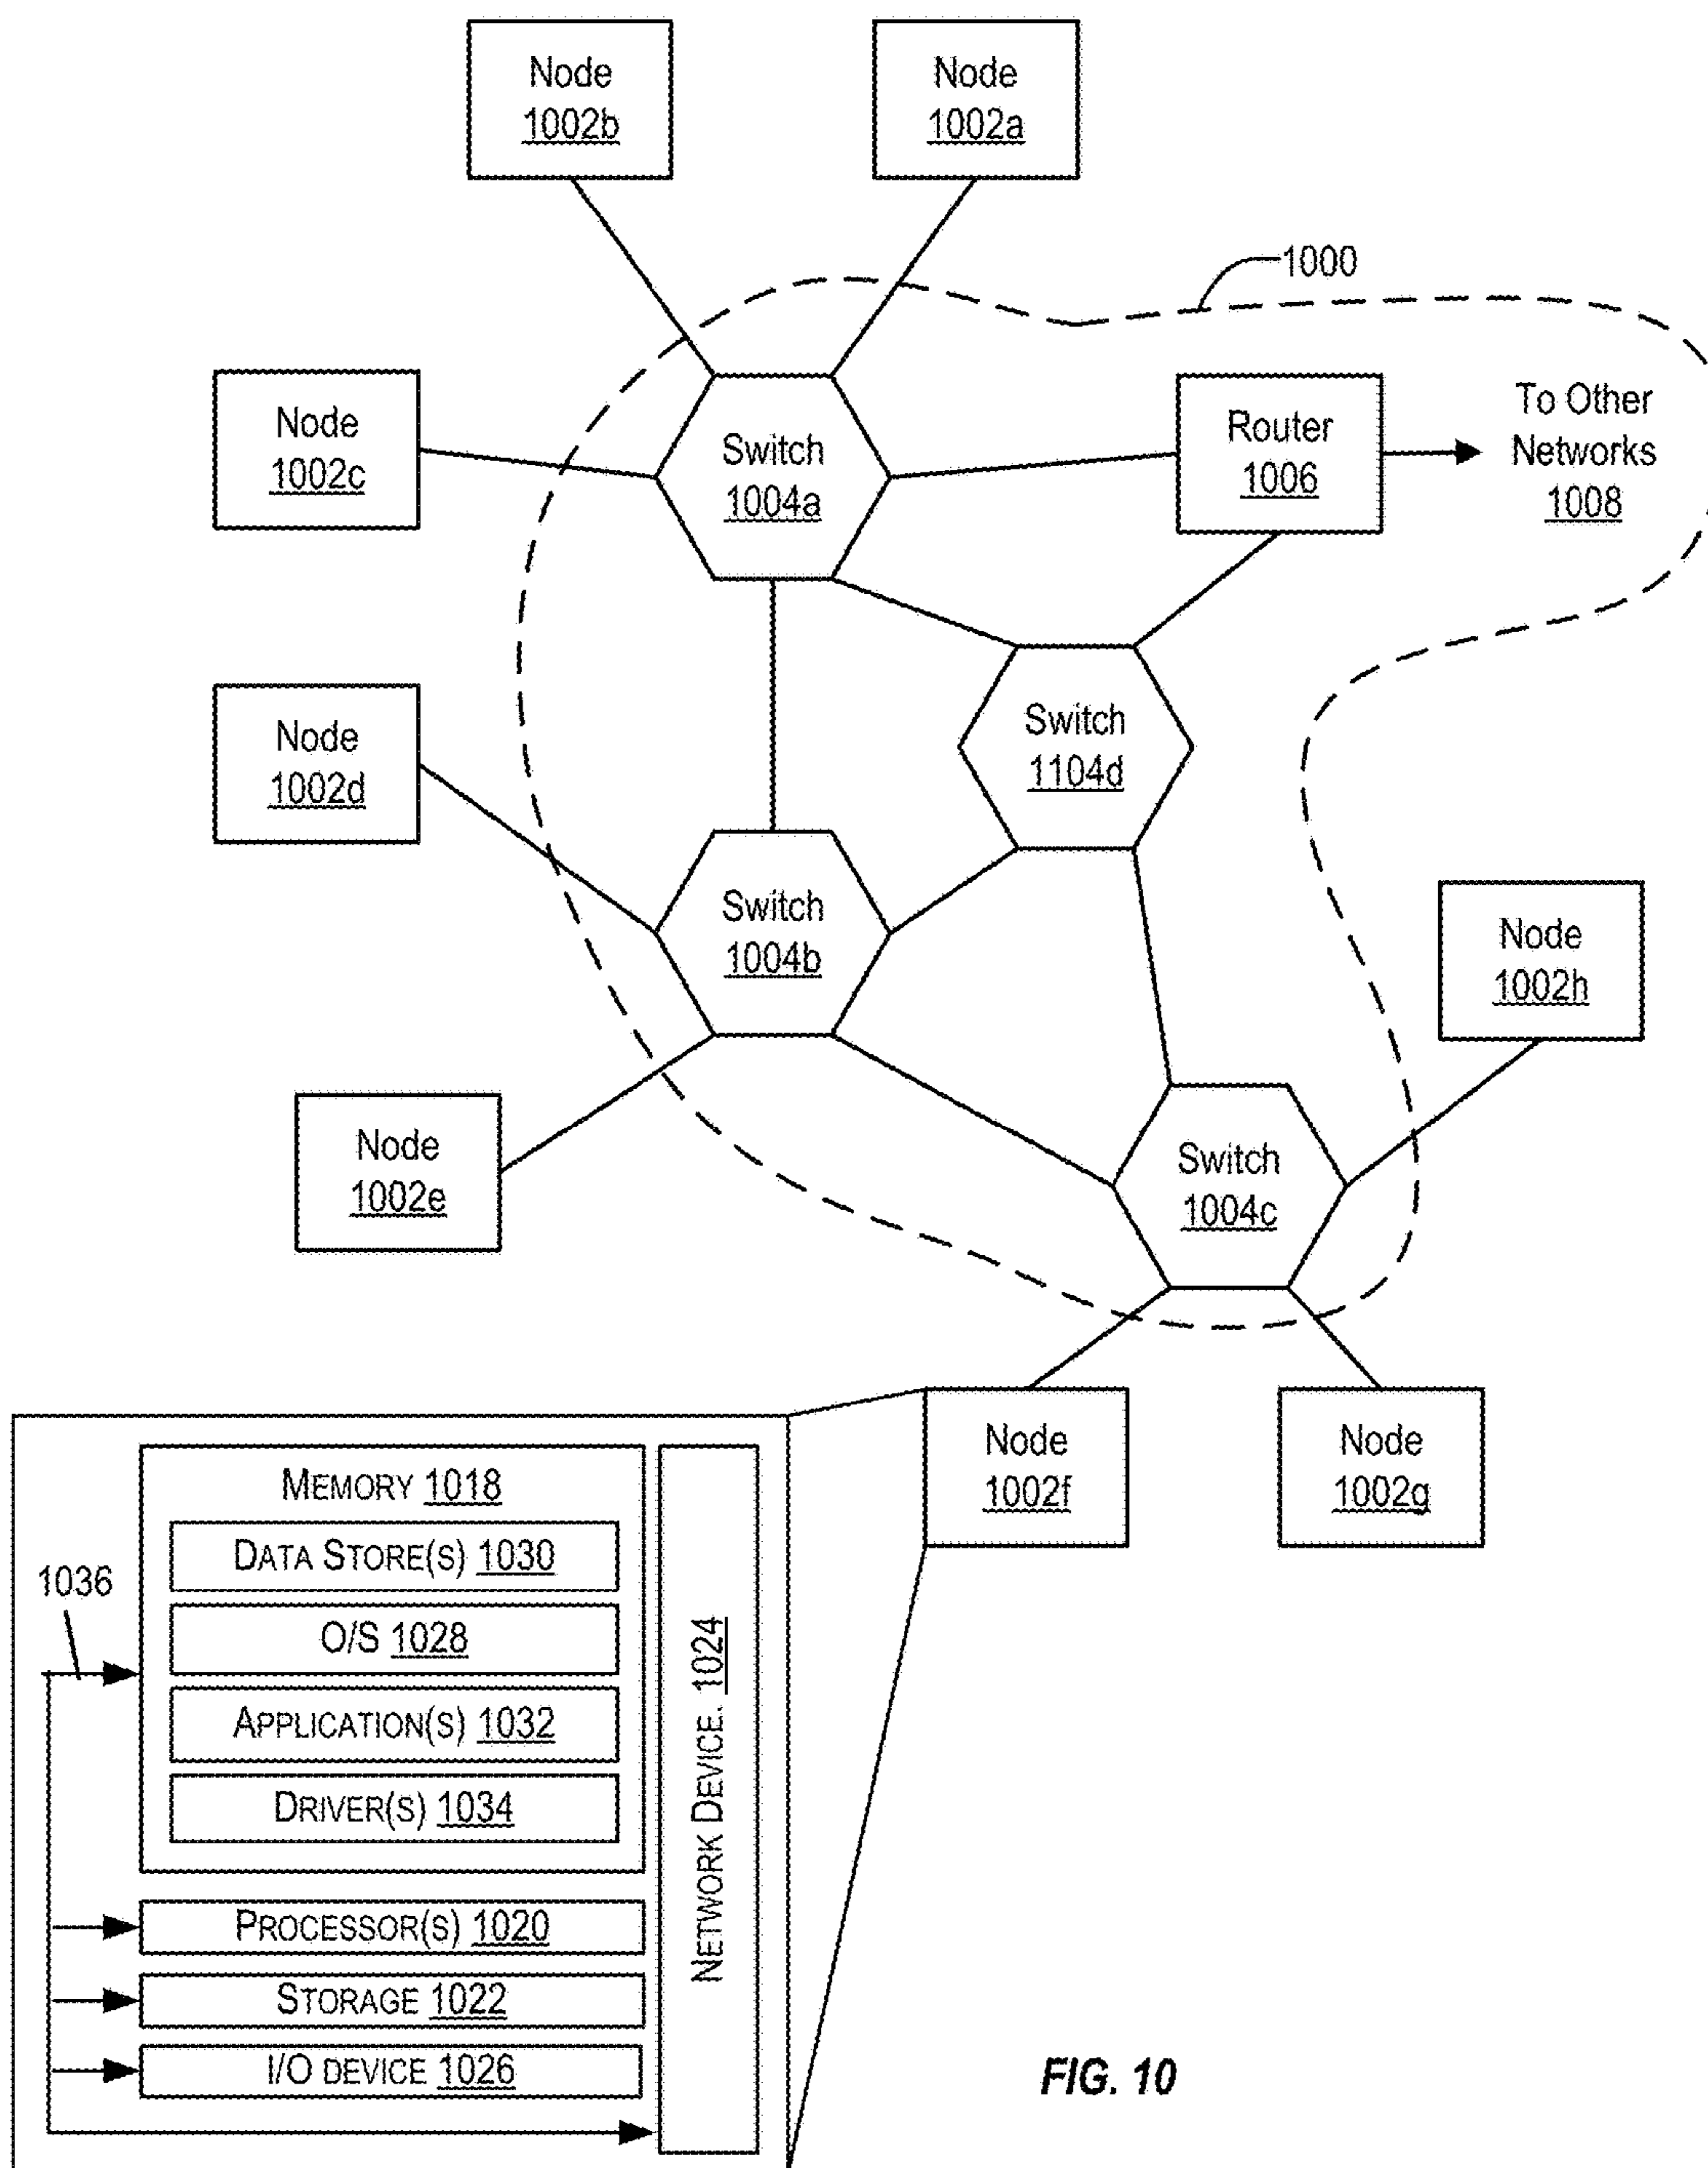 Node
1002b
Node
1002a
1000
Node
1002c
Switch
1004a
Router
1006
To Other
Networks
1008
Node
1002d
Switch
1104d
Switch
1004b
Node
1002h
Node
1002e
Switch
1004c
Node
1002f
Node
1002g
MEMORY 1018
DATA STORE(S) 1030
1036
O/S 1028
APPLICATION(S) 1032
DRIVER(S) 1034
NETWORK DEVICE. 1024
PROCESSOR(S) 1020
STORAGE 1022
I/O DEVICE 1026
FIG. 10